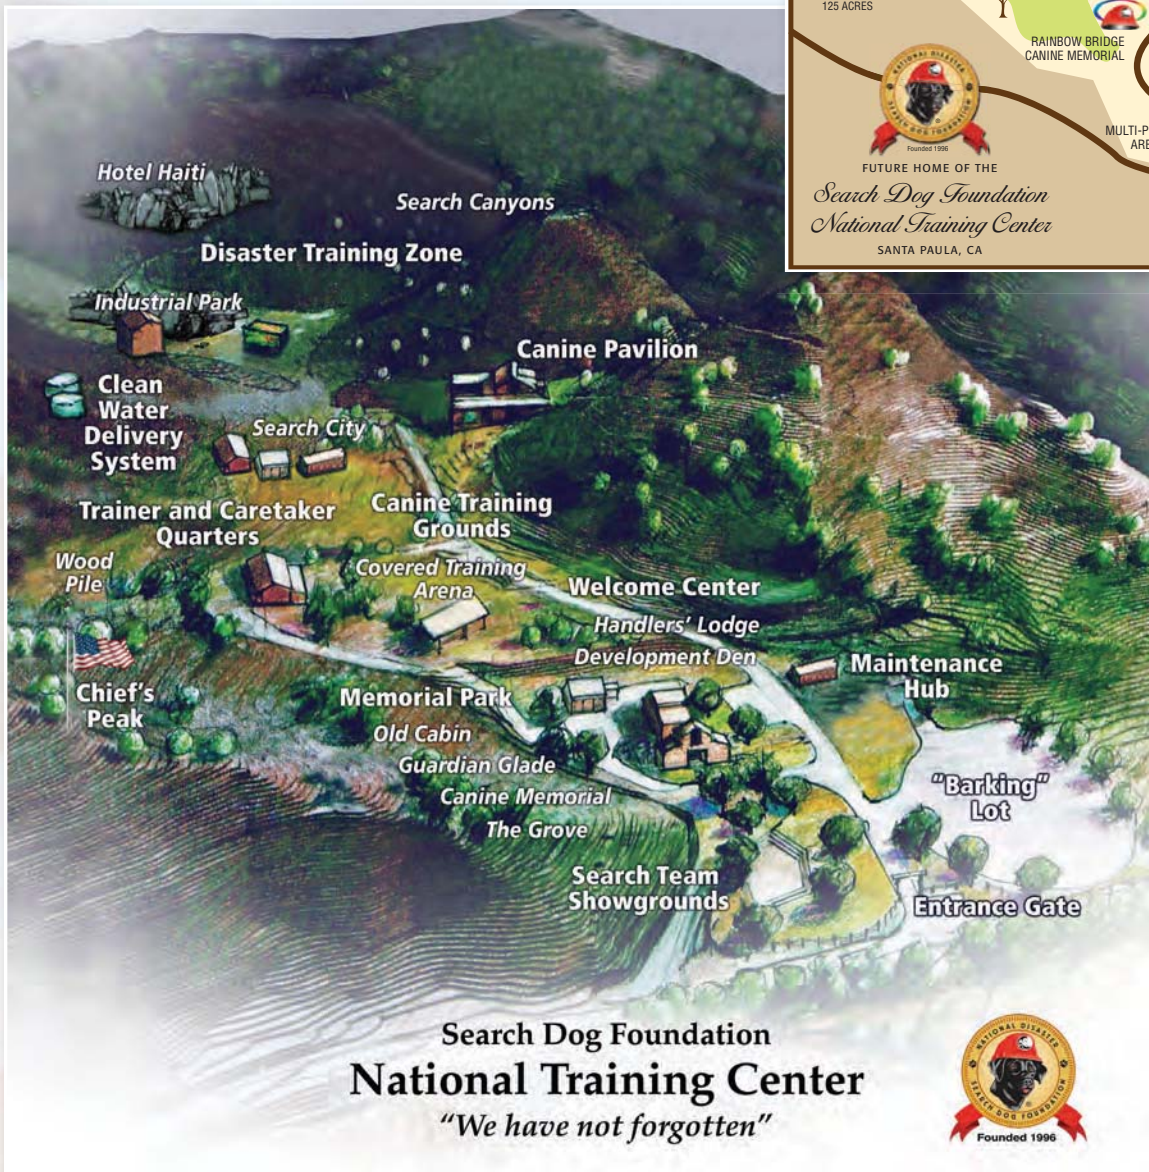 125 ACRES
RAINBOW BRIDGE
CANINE MEMORIAL
MULTI-P
ARE
NATIONAL DISASTER
SEARCH DOG FOUNDATION
Founded 1996
FUTURE HOME OF THE
Search Dog Foundation
National Training Center
SANTA PAULA, CA
Hotel Haiti
Search Canyons
Disaster Training Zone
Industrial Park
Canine Pavilion
Clean
Water
Delivery
System
Search City
Trainer and Caretaker
Quarters
Canine Training
Grounds
Wood
Pile
Covered Training
Arena
Welcome Center
Handlers' Lodge
Development Den
Maintenance
Hub
Chief's
Peak
Memorial Park
Old Cabin
Guardian Glade
Canine Memorial
The Grove
"Barking"
Lot
Search Team
Showgrounds
Entrance Gate
Search Dog Foundation
National Training Center
"We have not forgotten"
NATIONAL DISASTER
SEARCH DOG FOUNDATION
Founded 1996